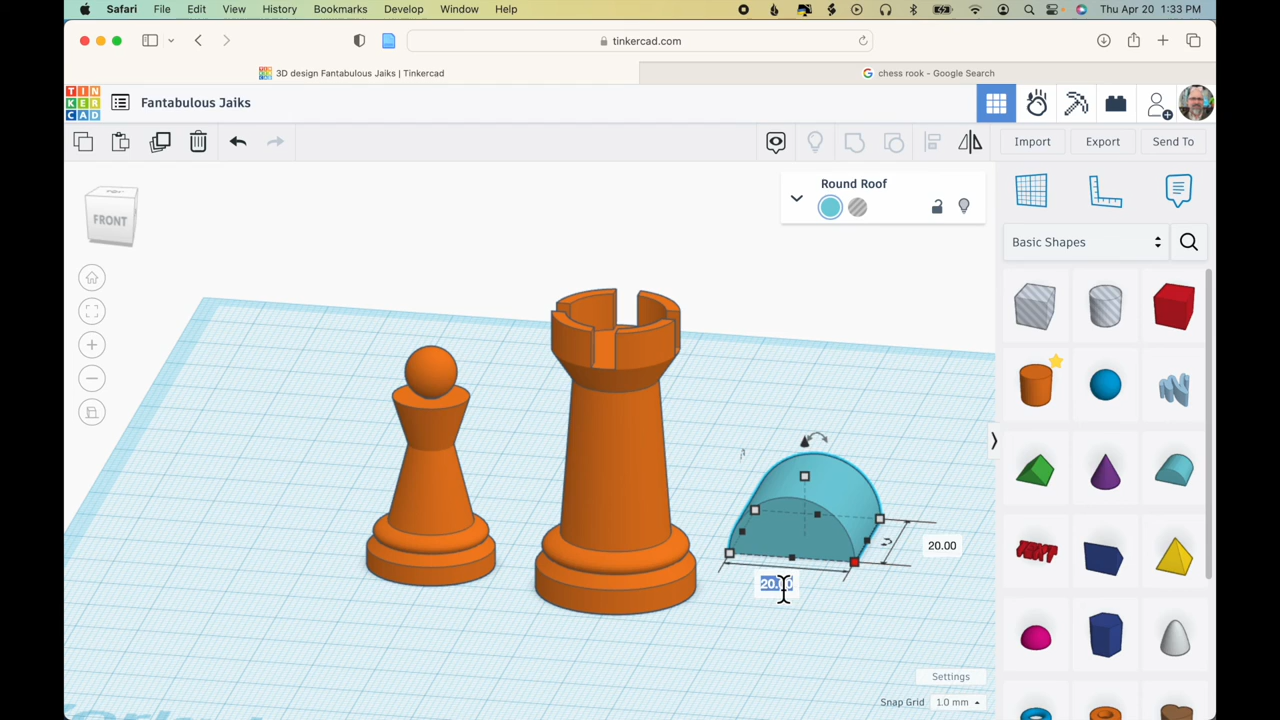 Safari File Edit View History Bookmarks Develop Window Help Thu Apr 20 1:33 PM
tinkercad.com
3D design Fantabulous Jaiks | Tinkercad
chess rook - Google Search
TIN
KER
CAD
Fantabulous Jaiks
Import Export Send To
Round Roof
FRONT
Basic Shapes
TEXT
20.00
Settings
Snap Grid 1.0 mm